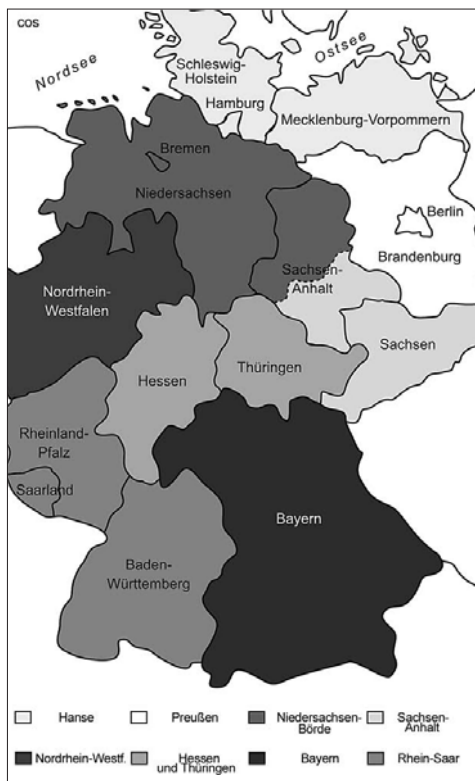 cos
Nordsee
Ostsee
Schleswig-
Holstein
Hamburg
Mecklenburg-Vorpommern
Bremen
Niedersachsen
Berlin
Brandenburg
Sachsen-
Anhalt
Nordrhein-
Westfalen
Sachsen
Thüringen
Hessen
Rheinland-
Pfalz
Saarland
Bayern
Baden-
Württemberg
Hanse
Preußen
Niedersachsen-
Börde
Sachsen-
Anhalt
Nordrhein-Westf.
Hessen
und Thüringen
Bayern
Rhein-Saar